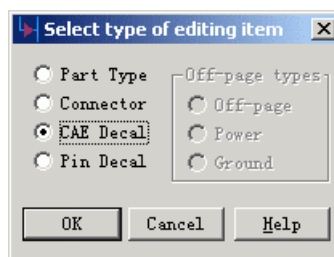 Select type of editing item
Part Type
Connector
CAE Decal
Pin Decal
Off-page types
Off-page
Power
Ground
OK
Cancel
Help